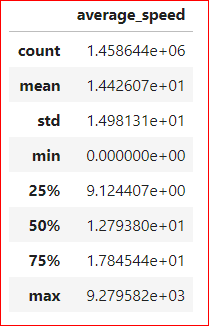 average_speed
count 1.458644e+06
mean 1.442607e+01
std 1.498131e+01
min 0.000000e+00
25% 9.124407e+00
50% 1.279380e+01
75% 1.784544e+01
max 9.279582e+03